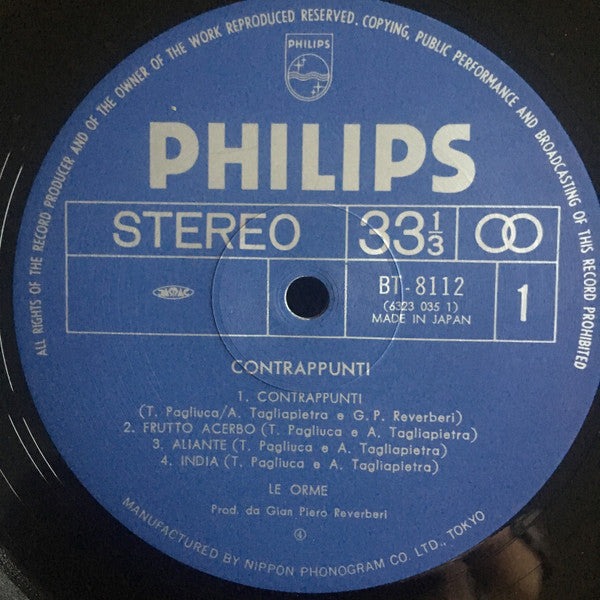 ALL RIGHTS OF THE RECORD PRODUCER AND OF THE OWNER OF THE WORK REPRODUCED RESERVED. COPYING, PUBLIC PERFORMANCE AND BROADCASTING OF THIS RECORD PROHIBITED
PHILIPS
PHILIPS
STEREO 33 1/3
BT-8112
(6323 035 1)
MADE IN JAPAN
1
CONTRAPPUNTI
1. CONTRAPPUNTI
(T. Pagliuca/A. Tagliapietra e G. P. Reverberi)
2. FRUTTO ACERBO (T. Pagliuca e A. Tagliapietra)
3. ALIANTE (T. Pagliuca e A. Tagliapietra)
4. INDIA (T. Pagliuca e A. Tagliapietra)
LE ORME
Prod. da Gian Piero Reverberi
④
MANUFACTURED BY NIPPON PHONOGRAM CO. LTD., TOKYO